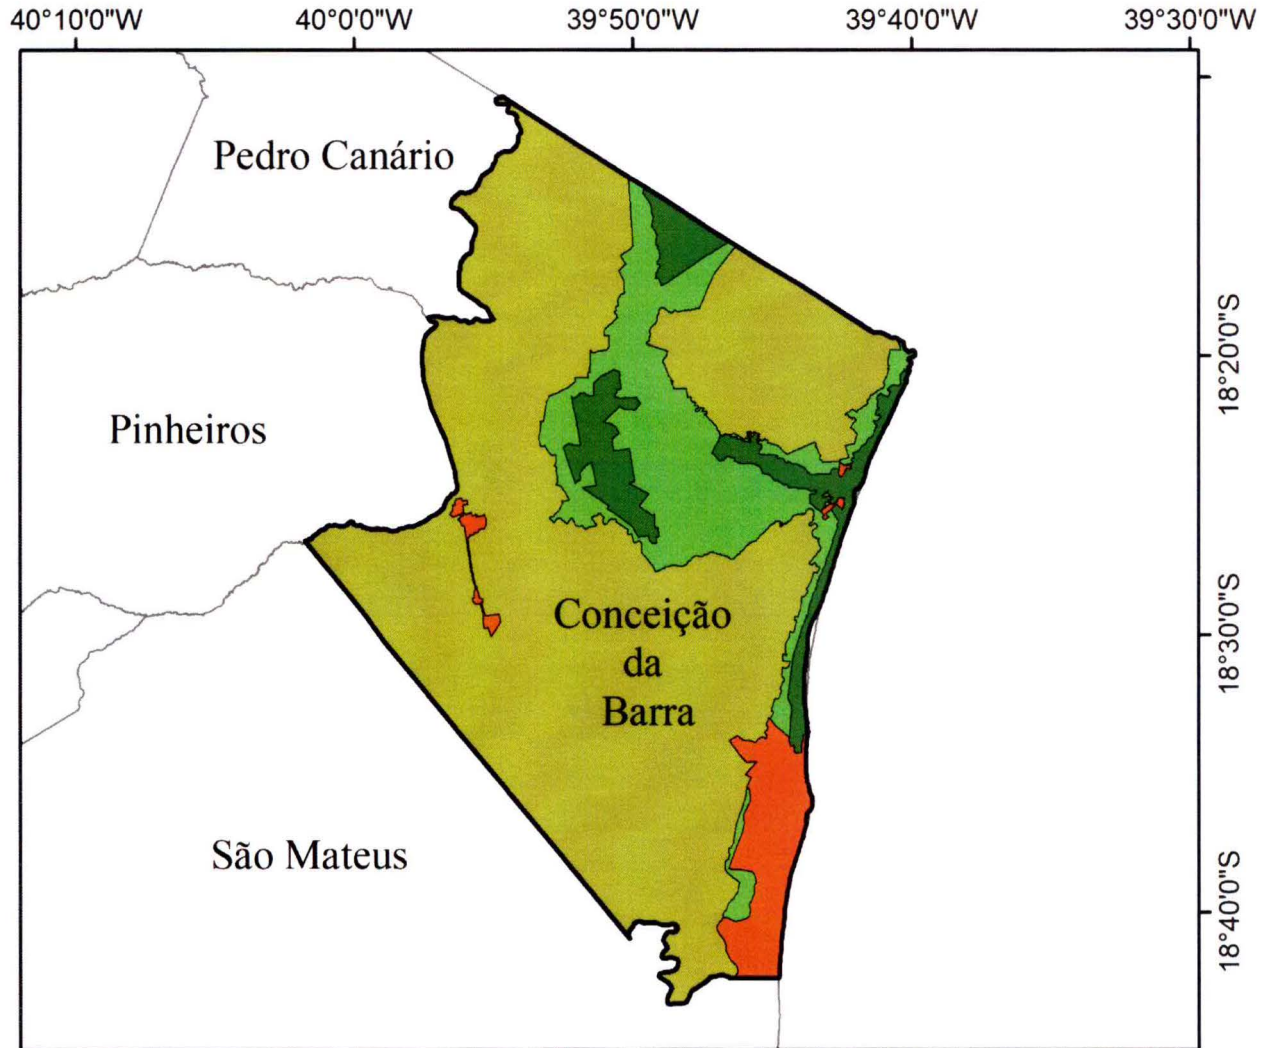 40°10'0"W
40°0'0"W
39°50'0"W
39°40'0"W
39°30'0"W
Pedro Canário
18°20'0"S
Pinheiros
Conceição
da
Barra
18°30'0"S
São Mateus
18°40'0"S